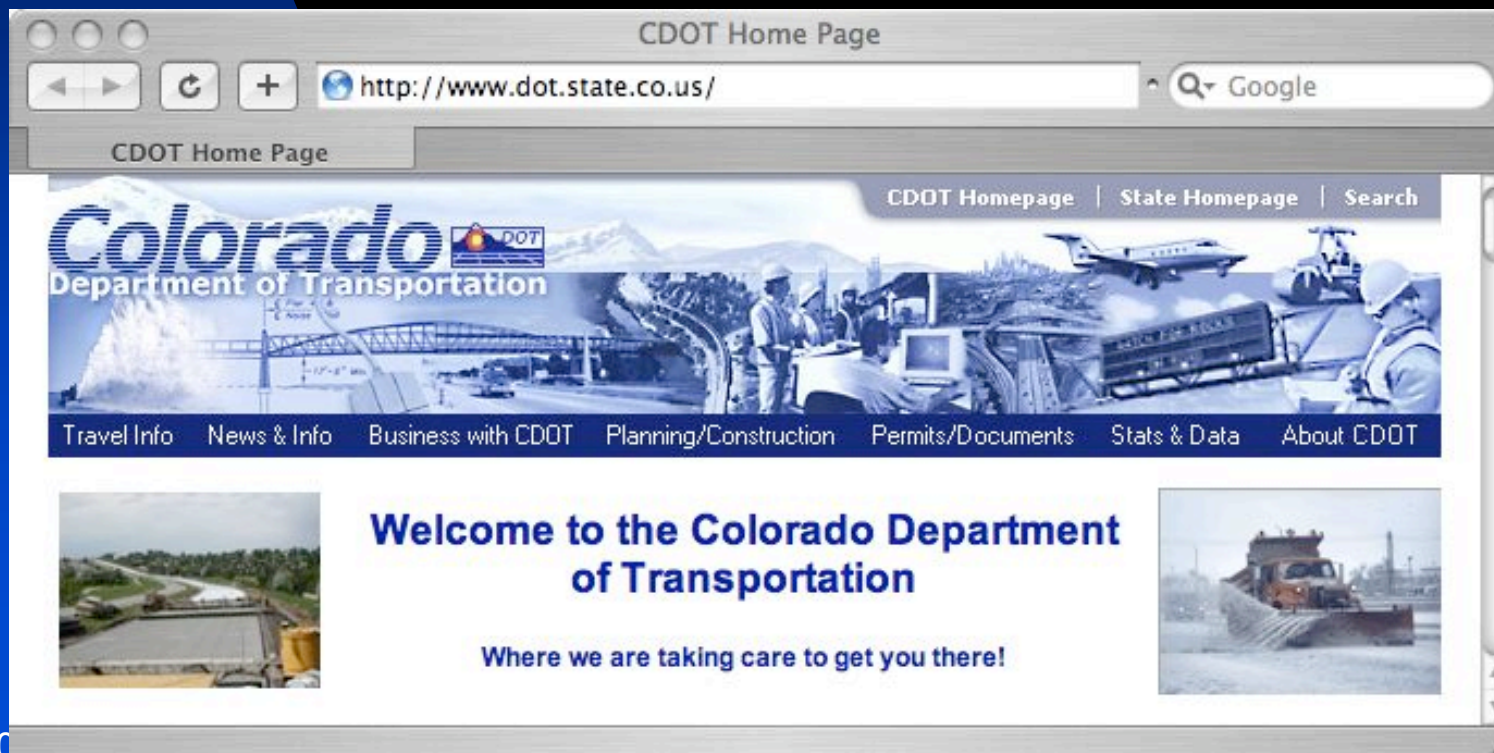 CDOT Home Page
http://www.dot.state.co.us/
Google
CDOT Home Page
CDOT Homepage | State Homepage | Search
Colorado DOT
Department of Transportation
Travel Info News & Info Business with CDOT Planning/Construction Permits/Documents Stats & Data About CDOT
Welcome to the Colorado Department
of Transportation
Where we are taking care to get you there!